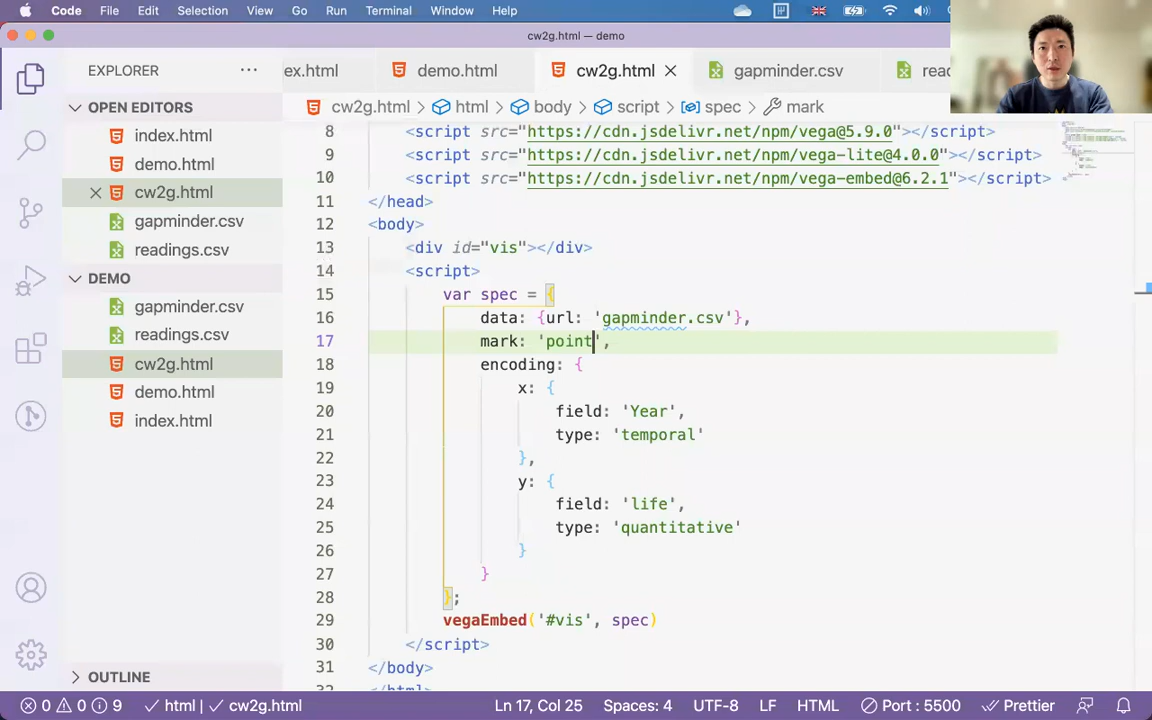 Code File Edit Selection View Go Run Terminal Window Help
cw2g.html — demo
EXPLORER
ex.html
demo.html
cw2g.html
gapminder.csv
rea
OPEN EDITORS
index.html
demo.html
cw2g.html
gapminder.csv
readings.csv
DEMO
gapminder.csv
readings.csv
cw2g.html
demo.html
index.html
OUTLINE
cw2g.html > html > body > script > spec > mark
8 <script src="https://cdn.jsdelivr.net/npm/vega@5.9.0"></script>
9 <script src="https://cdn.jsdelivr.net/npm/vega-lite@4.0.0"></script>
10 <script src="https://cdn.jsdelivr.net/npm/vega-embed@6.2.1"></script>
11 </head>
12 <body>
13 <div id="vis"></div>
14 <script>
15 var spec = {
16 data: {url: 'gapminder.csv'},
17 mark: 'point',
18 encoding: {
19 x: {
20 field: 'Year',
21 type: 'temporal'
22 },
23 y: {
24 field: 'life',
25 type: 'quantitative'
26 }
27 }
28 };
29 vegaEmbed('#vis', spec)
30 </script>
31 </body>
0 0 9 html | cw2g.html Ln 17, Col 25 Spaces: 4 UTF-8 LF HTML Port : 5500 Prettier